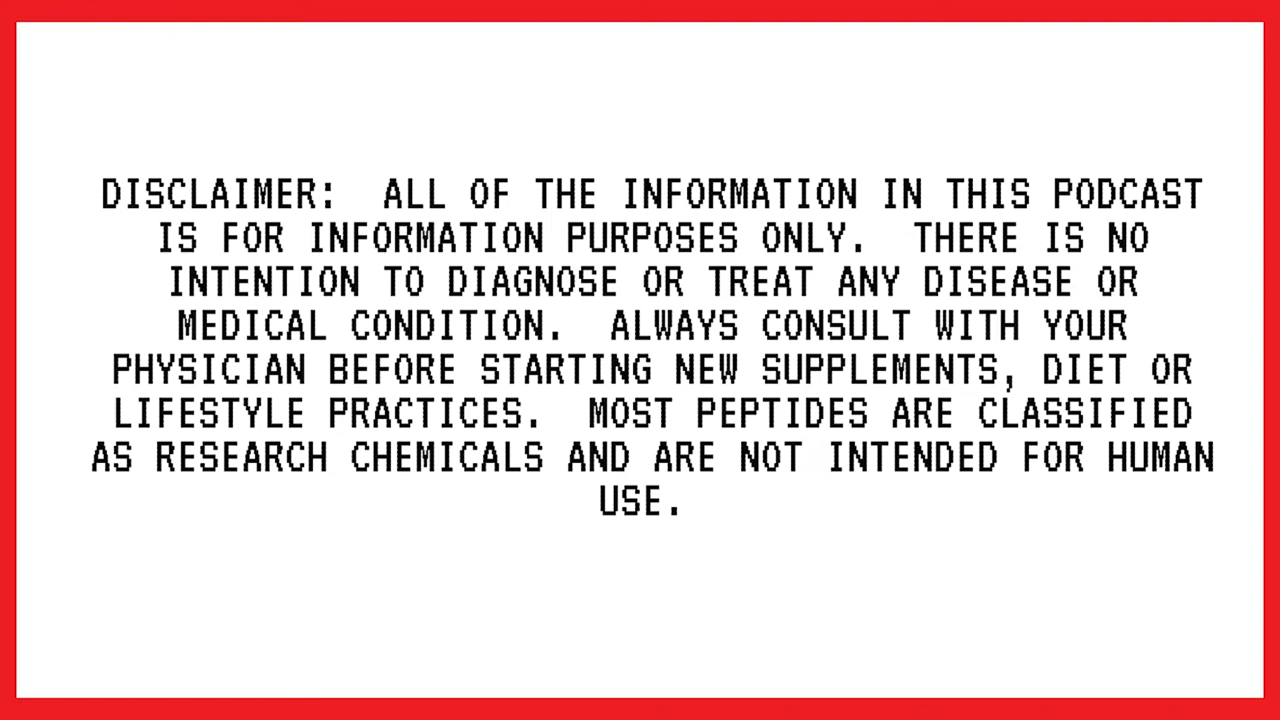 DISCLAIMER:  ALL OF THE INFORMATION IN THIS PODCAST
IS FOR INFORMATION PURPOSES ONLY.  THERE IS NO
INTENTION TO DIAGNOSE OR TREAT ANY DISEASE OR
MEDICAL CONDITION.  ALWAYS CONSULT WITH YOUR
PHYSICIAN BEFORE STARTING NEW SUPPLEMENTS, DIET OR
LIFESTYLE PRACTICES.  MOST PEPTIDES ARE CLASSIFIED
AS RESEARCH CHEMICALS AND ARE NOT INTENDED FOR HUMAN
USE.